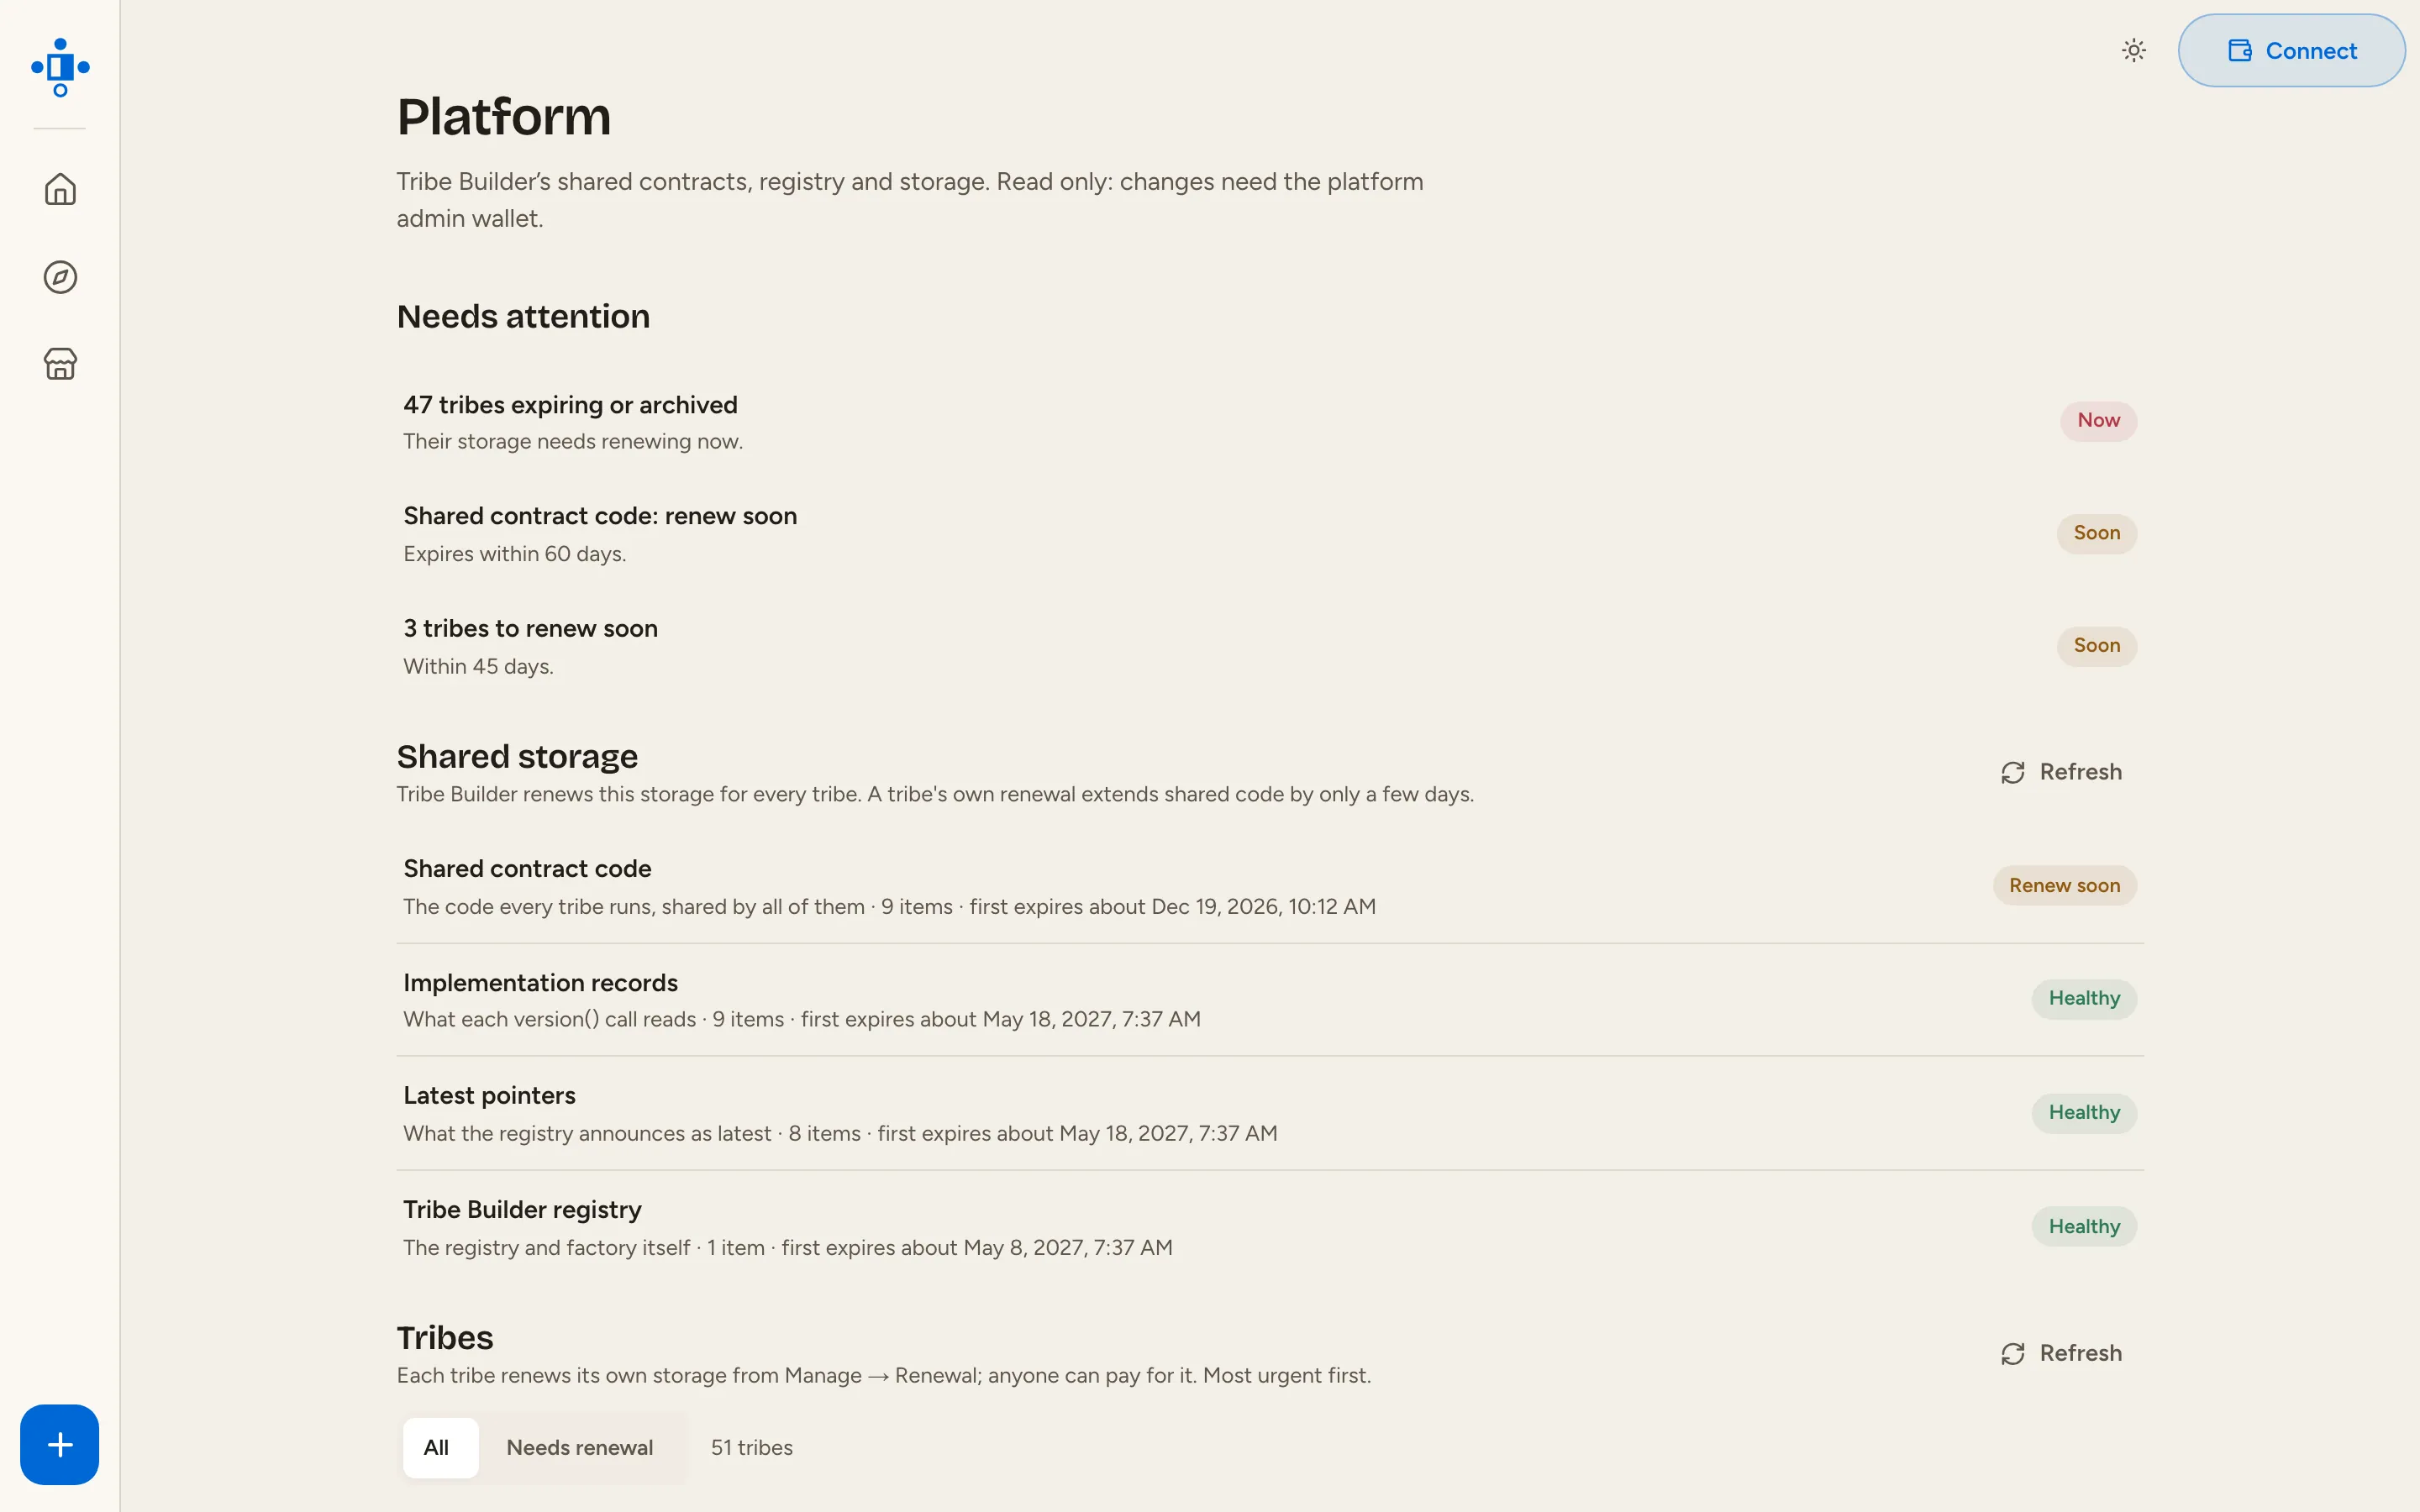 Connect
Platform
Tribe Builder’s shared contracts, registry and storage. Read only: changes need the platform
admin wallet.
Needs attention
47 tribes expiring or archived
Now
Their storage needs renewing now.
Shared contract code: renew soon
Soon
Expires within 60 days.
3 tribes to renew soon
Soon
Within 45 days.
Shared storage
Refresh
Tribe Builder renews this storage for every tribe. A tribe's own renewal extends shared code by only a few days.
Shared contract code
Renew soon
The code every tribe runs, shared by all of them · 9 items · first expires about Dec 19, 2026, 10:12 AM
Implementation records
Healthy
What each version() call reads · 9 items · first expires about May 18, 2027, 7:37 AM
Latest pointers
Healthy
What the registry announces as latest · 8 items · first expires about May 18, 2027, 7:37 AM
Tribe Builder registry
Healthy
The registry and factory itself · 1 item · first expires about May 8, 2027, 7:37 AM
Tribes
Refresh
Each tribe renews its own storage from Manage → Renewal; anyone can pay for it. Most urgent first.
All Needs renewal 51 tribes